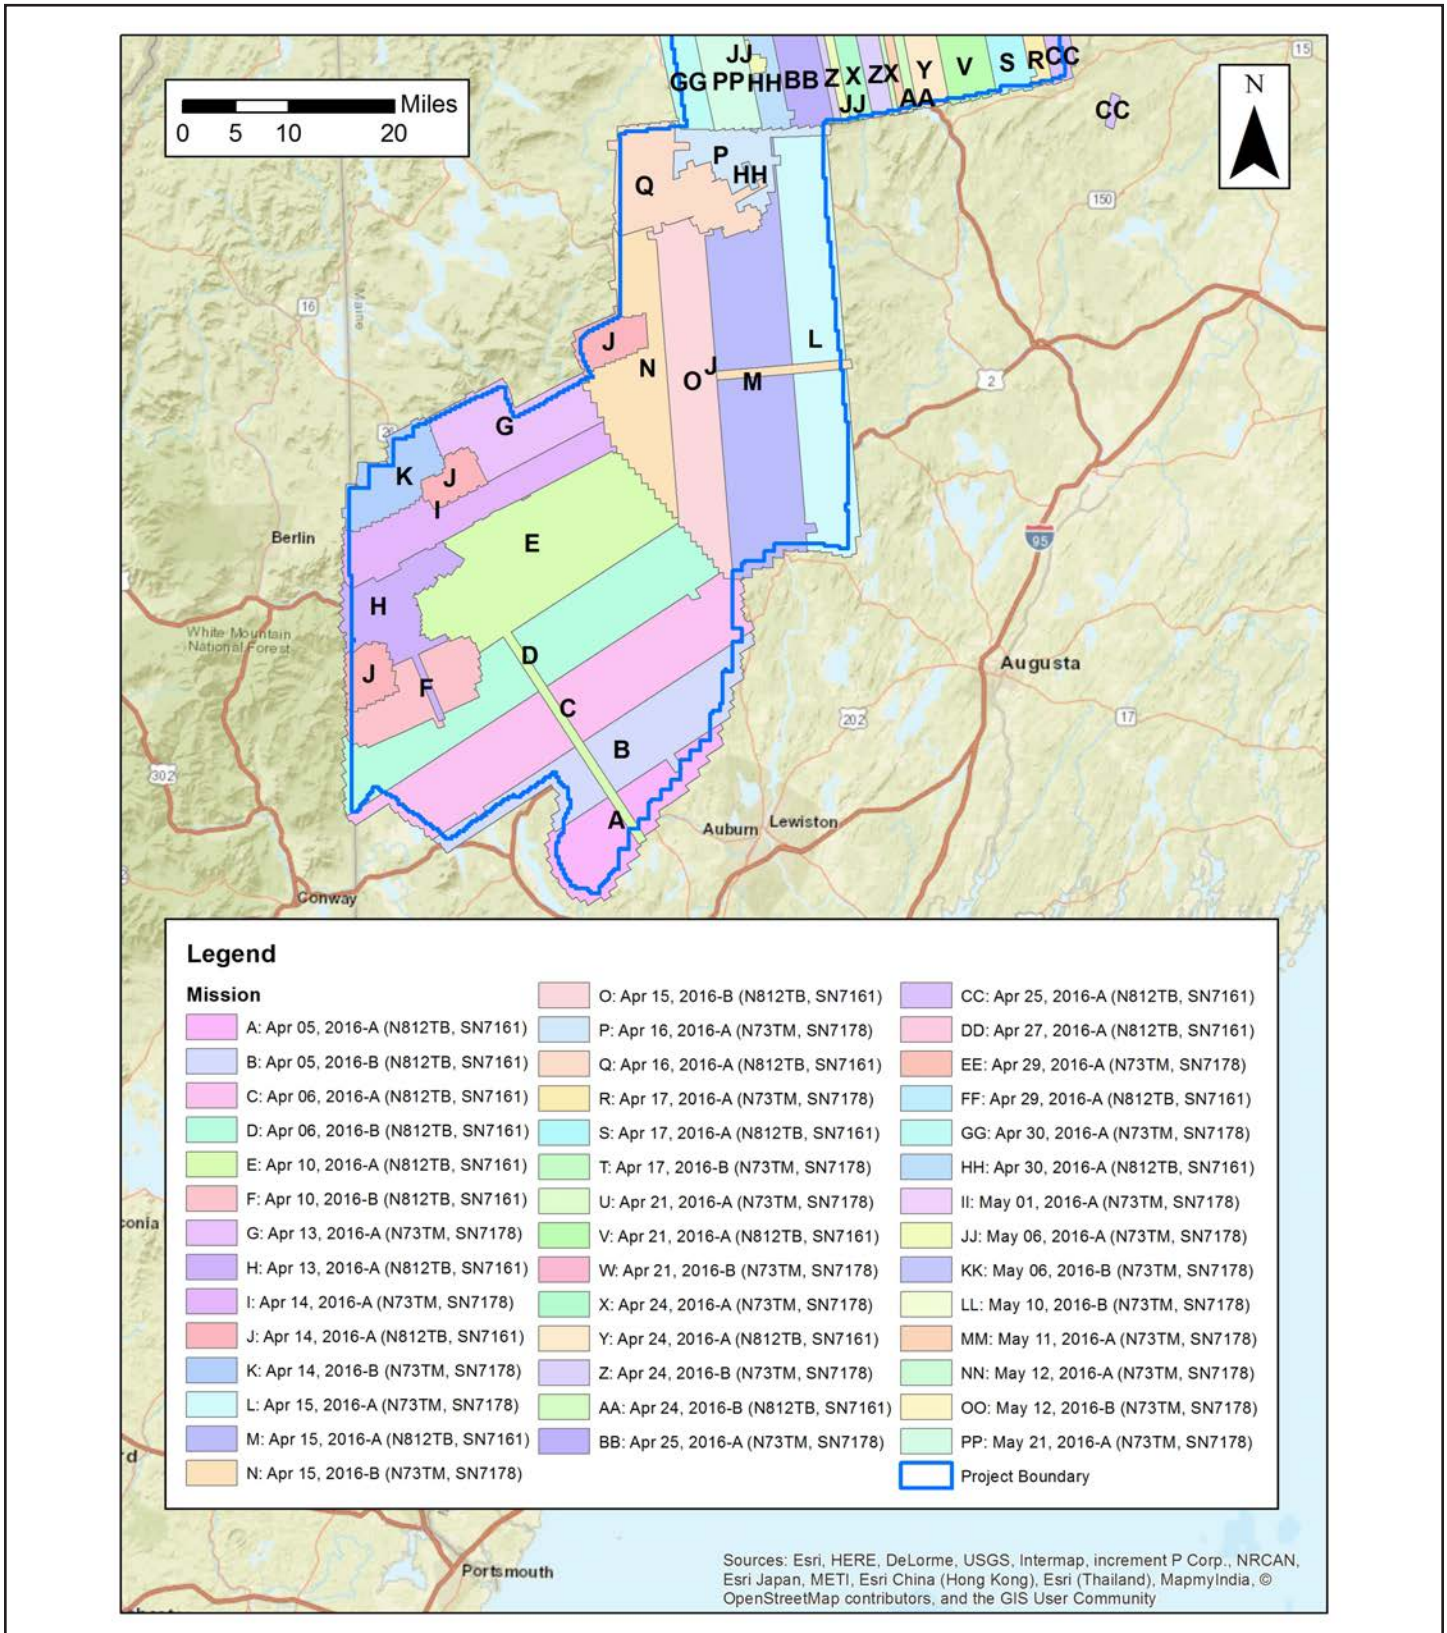 JJ
GG PP HH BB Z X ZX Y V S R CC
JJ AA
CC
15
Miles
0 5 10 20
N
P
HH
Q
150
16
Maine
J
N
O
J
M
L
2
G
K
J
I
Berlin
E
95
H
White Mountain
National Forest
D
J
F
Augusta
C
202
17
B
302
A
Auburn
Lewiston
Conway
Legend
Mission
A: Apr 05, 2016-A (N812TB, SN7161)
B: Apr 05, 2016-B (N812TB, SN7161)
C: Apr 06, 2016-A (N812TB, SN7161)
D: Apr 06, 2016-B (N812TB, SN7161)
E: Apr 10, 2016-A (N812TB, SN7161)
F: Apr 10, 2016-B (N812TB, SN7161)
G: Apr 13, 2016-A (N73TM, SN7178)
H: Apr 13, 2016-A (N812TB, SN7161)
I: Apr 14, 2016-A (N73TM, SN7178)
J: Apr 14, 2016-A (N812TB, SN7161)
K: Apr 14, 2016-B (N73TM, SN7178)
L: Apr 15, 2016-A (N73TM, SN7178)
M: Apr 15, 2016-A (N812TB, SN7161)
N: Apr 15, 2016-B (N73TM, SN7178)
O: Apr 15, 2016-B (N812TB, SN7161)
P: Apr 16, 2016-A (N73TM, SN7178)
Q: Apr 16, 2016-A (N812TB, SN7161)
R: Apr 17, 2016-A (N73TM, SN7178)
S: Apr 17, 2016-A (N812TB, SN7161)
T: Apr 17, 2016-B (N73TM, SN7178)
U: Apr 21, 2016-A (N73TM, SN7178)
V: Apr 21, 2016-A (N812TB, SN7161)
W: Apr 21, 2016-B (N73TM, SN7178)
X: Apr 24, 2016-A (N73TM, SN7178)
Y: Apr 24, 2016-A (N812TB, SN7161)
Z: Apr 24, 2016-B (N73TM, SN7178)
AA: Apr 24, 2016-B (N812TB, SN7161)
BB: Apr 25, 2016-A (N73TM, SN7178)
CC: Apr 25, 2016-A (N812TB, SN7161)
DD: Apr 27, 2016-A (N812TB, SN7161)
EE: Apr 29, 2016-A (N73TM, SN7178)
FF: Apr 29, 2016-A (N812TB, SN7161)
GG: Apr 30, 2016-A (N73TM, SN7178)
HH: Apr 30, 2016-A (N812TB, SN7161)
II: May 01, 2016-A (N73TM, SN7178)
JJ: May 06, 2016-A (N73TM, SN7178)
KK: May 06, 2016-B (N73TM, SN7178)
LL: May 10, 2016-B (N73TM, SN7178)
MM: May 11, 2016-A (N73TM, SN7178)
NN: May 12, 2016-A (N73TM, SN7178)
OO: May 12, 2016-B (N73TM, SN7178)
PP: May 21, 2016-A (N73TM, SN7178)
Project Boundary
conia
rd
Portsmouth
Sources: Esri, HERE, DeLorme, USGS, Intermap, increment P Corp., NRCAN,
Esri Japan, METI, Esri China (Hong Kong), Esri (Thailand), MapmyIndia, ©
OpenStreetMap contributors, and the GIS User Community